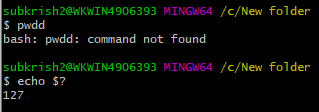 subkrish2@WKWIN4906393 MINGW64 /c/New folder
$ pwdd
bash: pwdd: command not found
subkrish2@WKWIN4906393 MINGW64 /c/New folder
$ echo $?
127